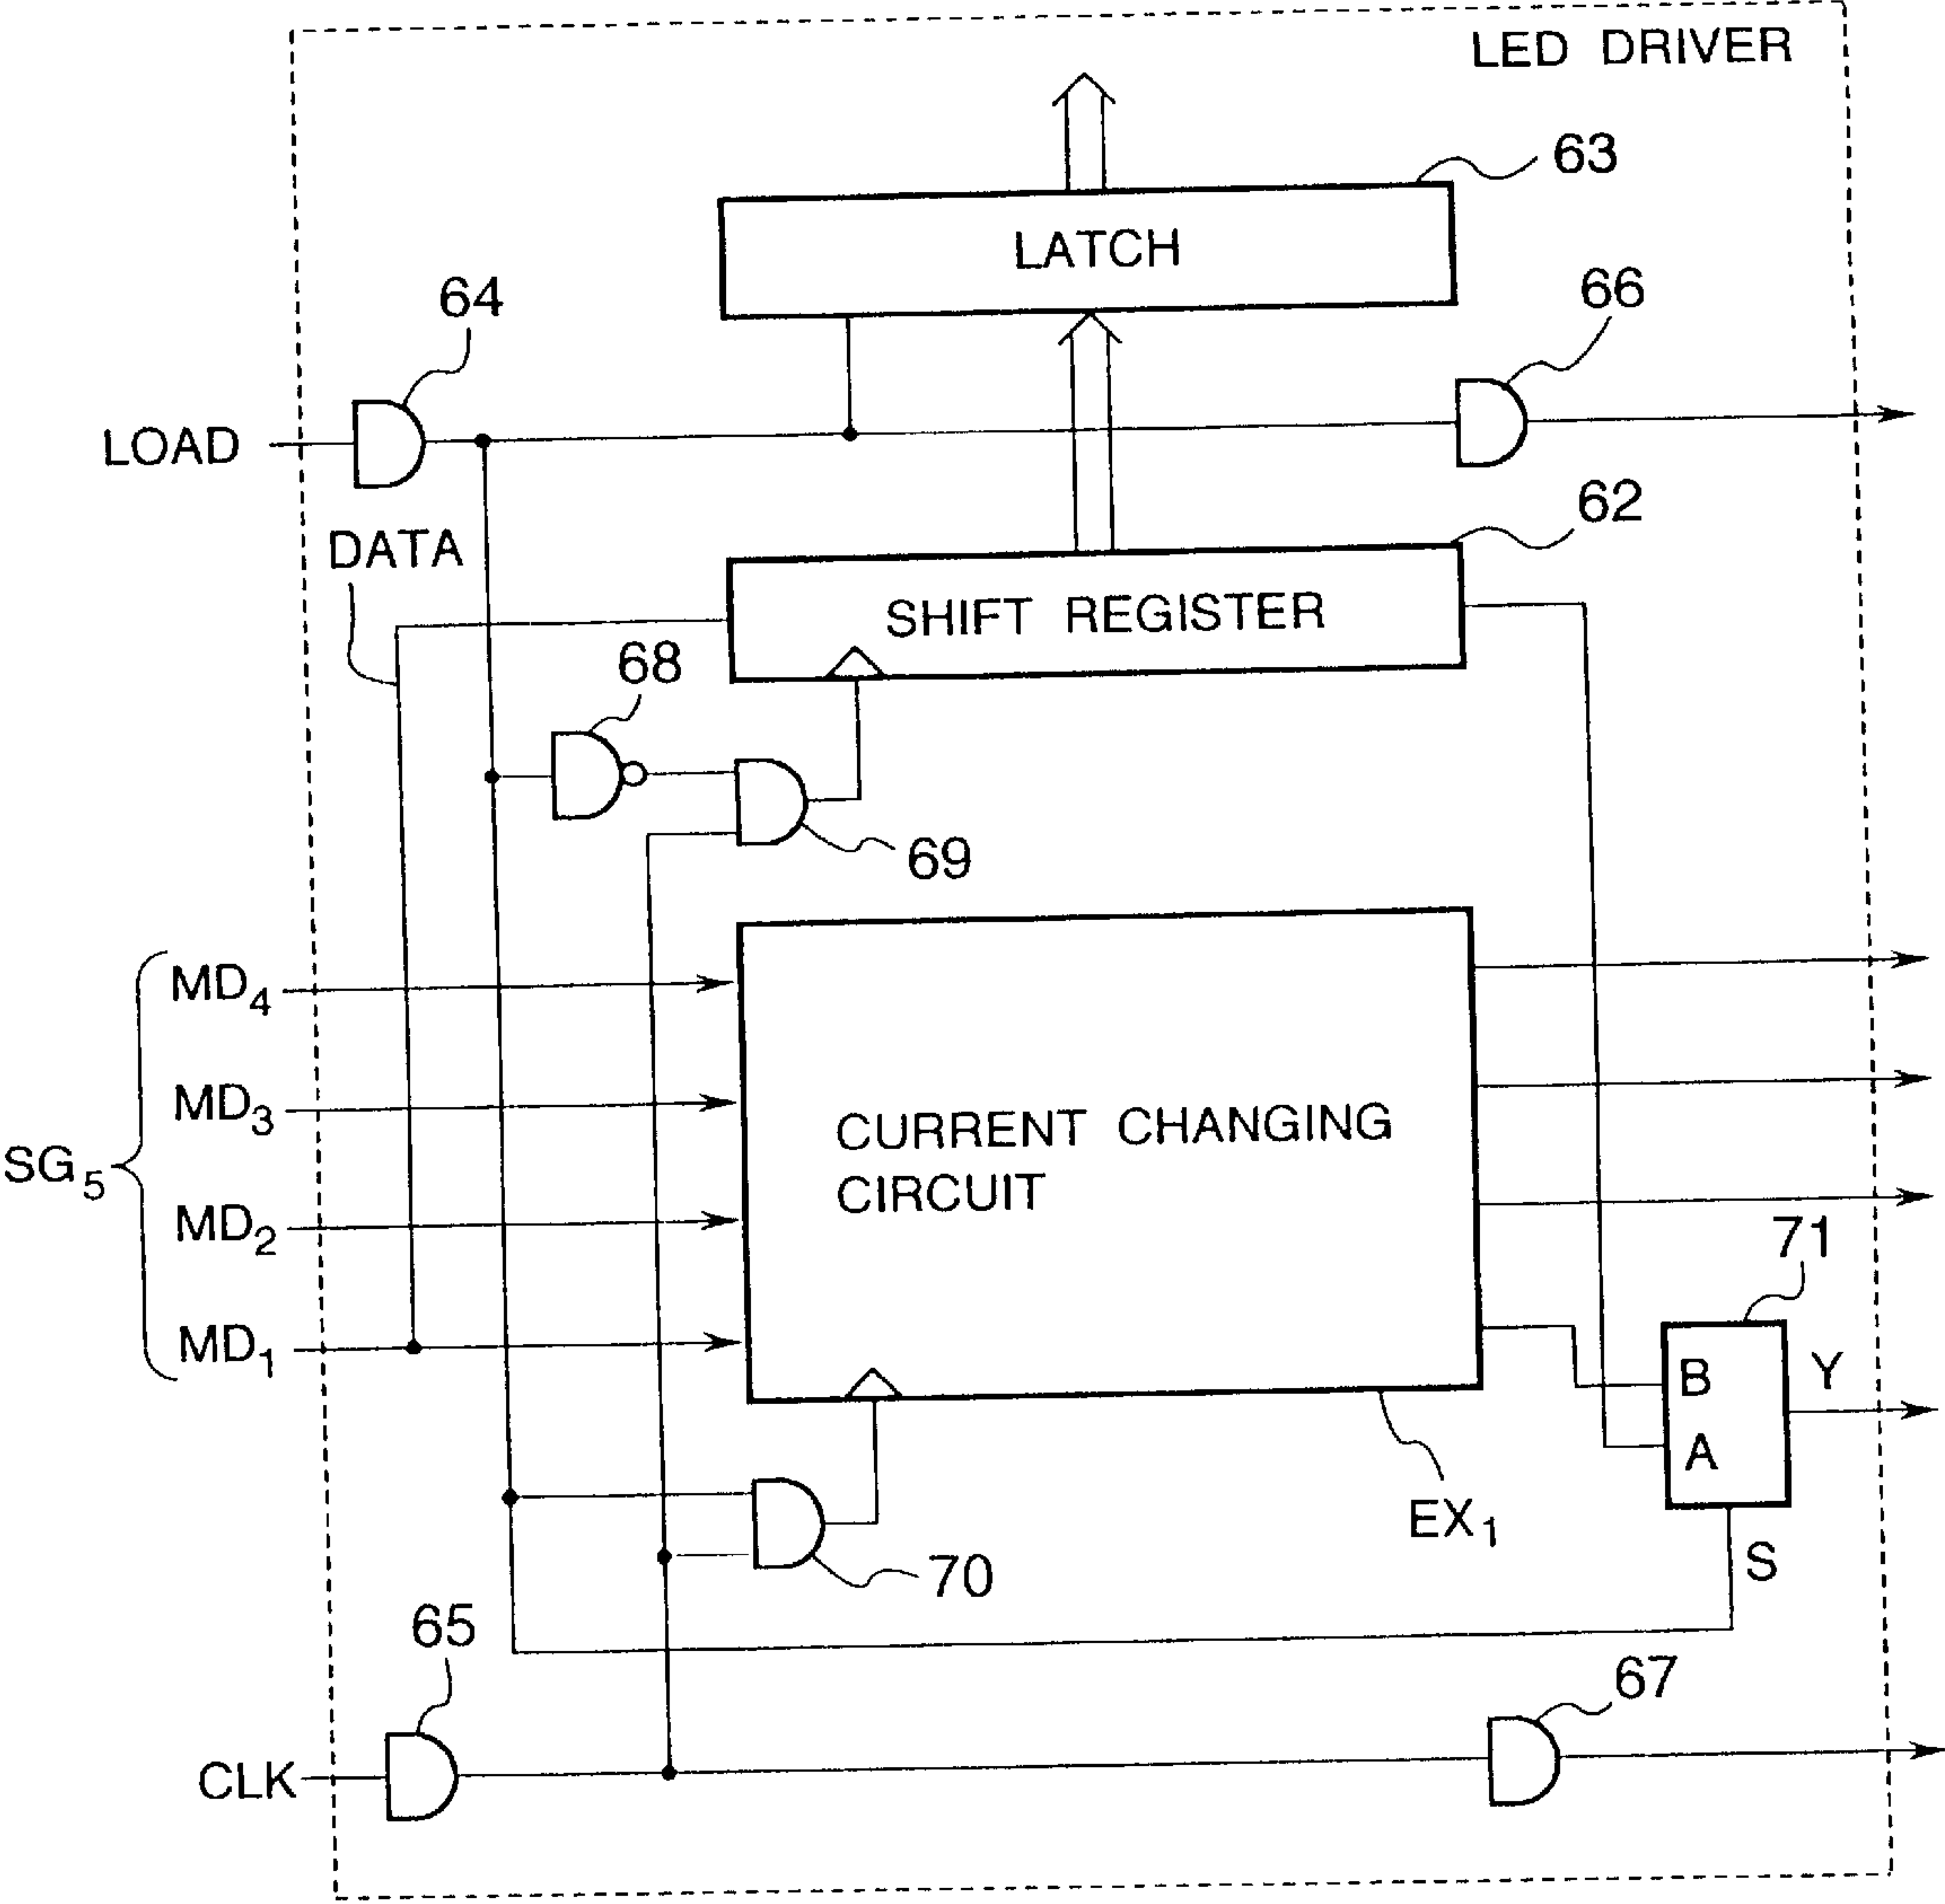 LED DRIVER
63
LATCH
64
66
LOAD
62
DATA
SHIFT REGISTER
68
69
MD4
MD3
CURRENT CHANGING
CIRCUIT
SG5
MD2
71
MD1
B
Y
A
EX1
S
70
65
67
CLK